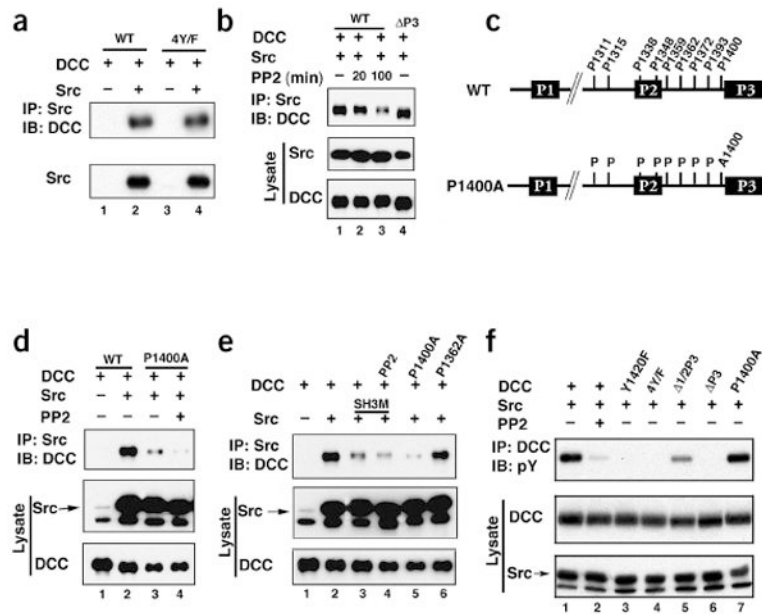 a
WT 4Y/F
DCC + + + +
Src − + − +
IP: Src
IB: DCC
Src
1 2 3 4
b
WT ΔP3
DCC + + + +
Src + + + +
PP2 (min) − 20 100 −
IP: Src
IB: DCC
Lysate
Src
DCC
1 2 3 4
c
P1311 P1315 P1338 P1348 P1359 P1362 P1372 P1393 P1400
WT P1 P2 P3
P P P P P P P P A1400
P1400A P1 P2 P3
d
WT P1400A
DCC + + + +
Src − + + +
PP2 +
IP: Src
IB: DCC
Lysate
Src
DCC
1 2 3 4
e
PP2 P1400A P1362A
DCC + + + + + +
SH3M
Src − + + + + +
IP: Src
IB: DCC
Lysate
Src
DCC
1 2 3 4 5 6
f
Y1420F 4Y/F Δ1/2P3 ΔP3 P1400A
DCC + +
Src + + + + + + +
PP2 +
IP: DCC
IB: pY
Lysate
DCC
Src
1 2 3 4 5 6 7